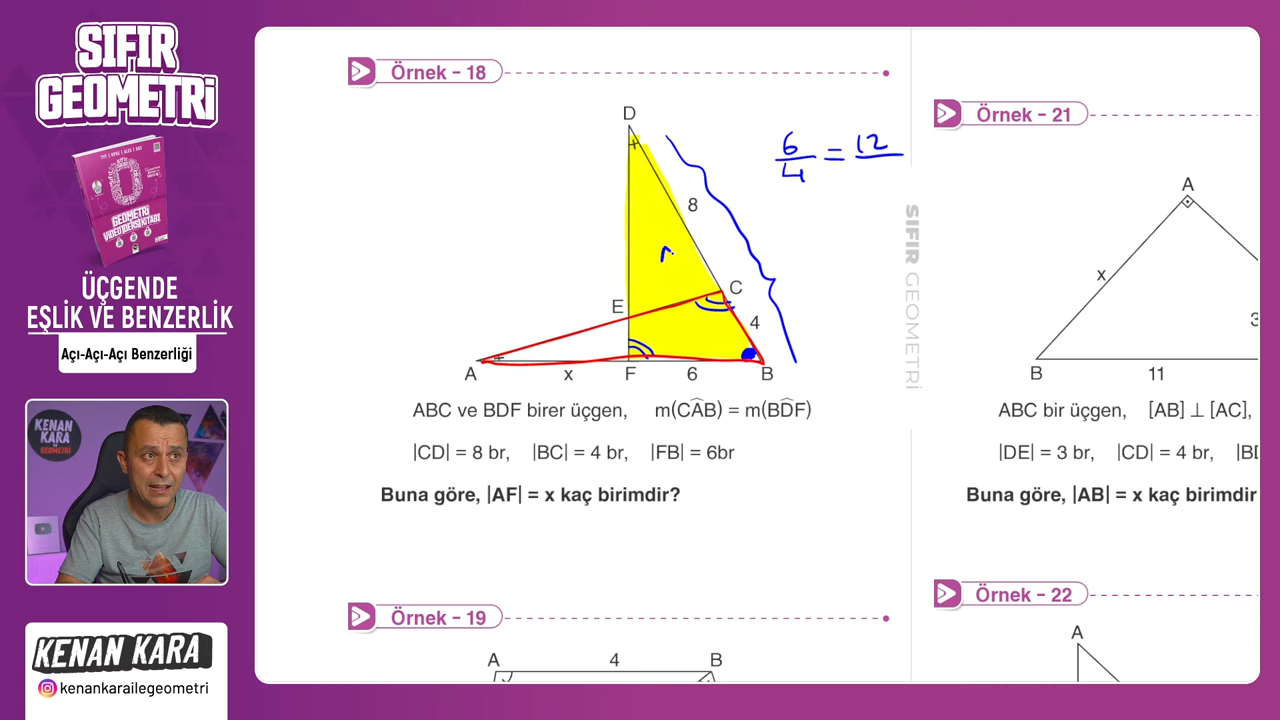 SIFIR
GEOMETRİ
GEOMETRİ
VİDEO DERS KİTABI
ÜÇGENDE
EŞLİK VE BENZERLİK
Açı-Açı-Açı Benzerliği
KENAN
KARA
GEOMETRİ
KENAN KARA
kenankarailegeometri
Örnek - 18
D
8
6/4 = 12/
E
C
4
A
x
F
6
B
ABC ve BDF birer üçgen, m(CAB) = m(BDF)
|CD| = 8 br, |BC| = 4 br, |FB| = 6br
Buna göre, |AF| = x kaç birimdir?
Örnek - 19
A
4
B
SIFIR GEOMETRİ
Örnek - 21
A
x
3
B
11
ABC bir üçgen, [AB] ⊥ [AC],
|DE| = 3 br, |CD| = 4 br, |BD
Buna göre, |AB| = x kaç birimdir
Örnek - 22
A